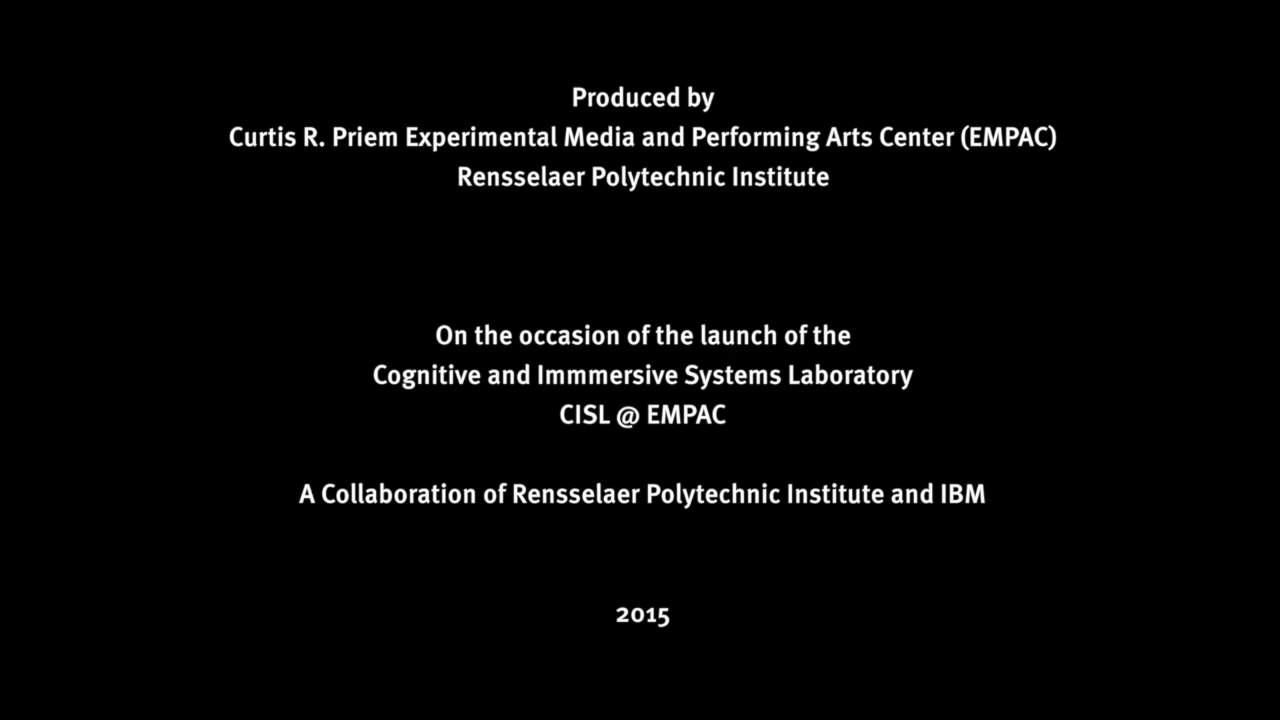 Produced by
Curtis R. Priem Experimental Media and Performing Arts Center (EMPAC)
Rensselaer Polytechnic Institute
On the occasion of the launch of the
Cognitive and Immmersive Systems Laboratory
CISL @ EMPAC
A Collaboration of Rensselaer Polytechnic Institute and IBM
2015